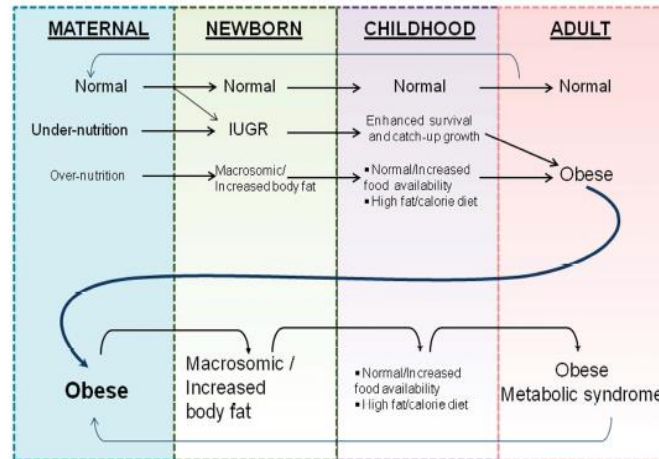 MATERNAL NEWBORN CHILDHOOD ADULT
Normal Normal Normal Normal
Under-nutrition IUGR Enhanced survival
and catch-up growth
Over-nutrition Macrosomic/
Increased body fat
▪ Normal/Increased
food availability
▪ High fat/calorie diet
Obese
Obese
Macrosomic /
Increased
body fat
▪ Normal/Increased
food availability
▪ High fat/calorie diet
Obese
Metabolic syndrome